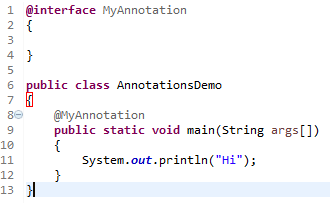 1 @interface MyAnnotation
2 {
3
4 }
5
6 public class AnnotationsDemo
7 {
8 @MyAnnotation
9 public static void main(String args[])
10 {
11 System.out.println("Hi");
12 }
13 }